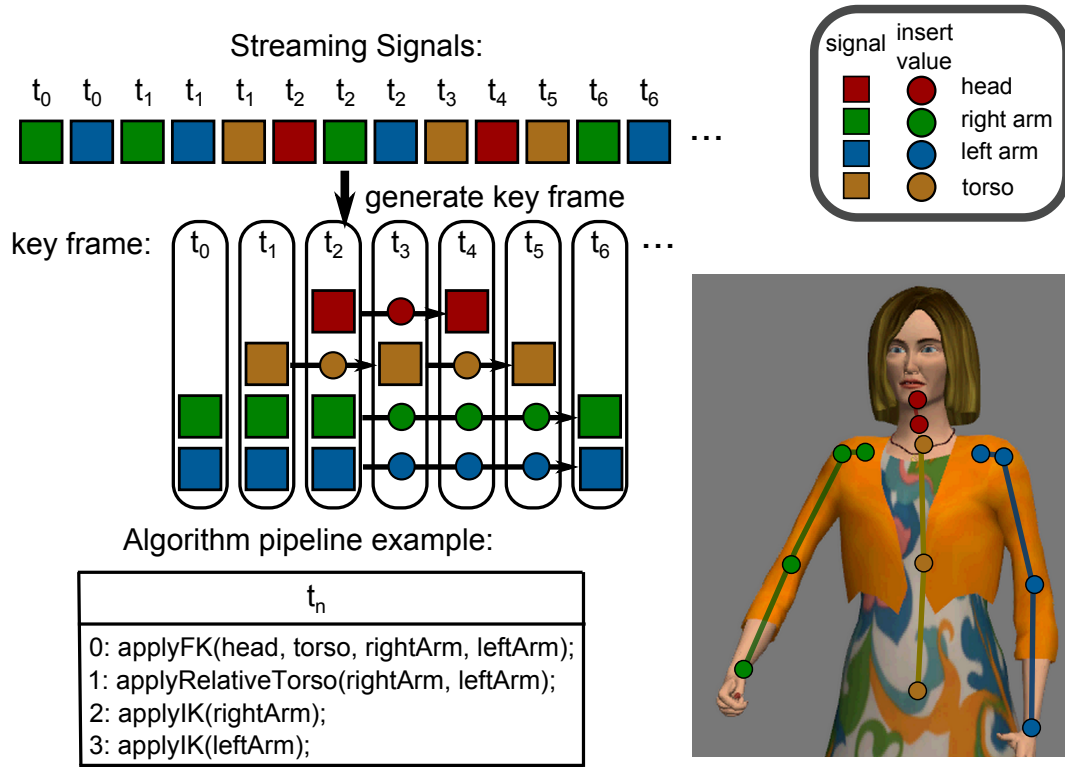 Streaming Signals:
t0 t0 t1 t1 t1 t2 t2 t2 t3 t4 t5 t6 t6
...
generate key frame
key frame:
t0 t1 t2 t3 t4 t5 t6 ...
Algorithm pipeline example:
tn
0: applyFK(head, torso, rightArm, leftArm);
1: applyRelativeTorso(rightArm, leftArm);
2: applyIK(rightArm);
3: applyIK(leftArm);
signal
insert
value
head
right arm
left arm
torso